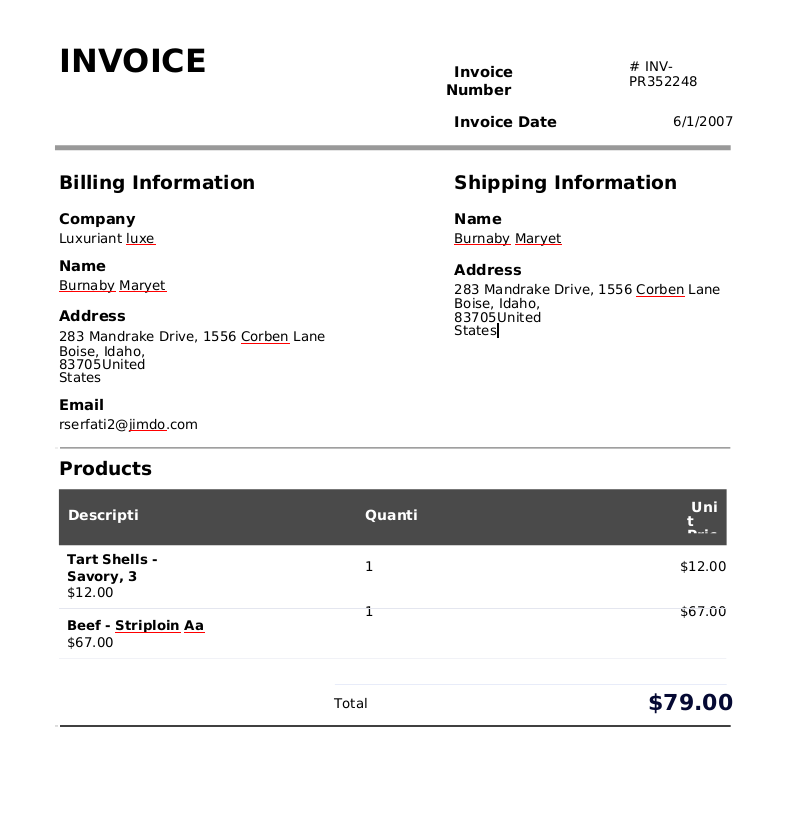 INVOICE
Invoice
Number
# INV-
PR352248
Invoice Date
6/1/2007
Billing Information
Company
Luxuriant luxe
Name
Burnaby Maryet
Address
283 Mandrake Drive, 1556 Corben Lane
Boise, Idaho,
83705United
States
Email
rserfati2@jimdo.com
Shipping Information
Name
Burnaby Maryet
Address
283 Mandrake Drive, 1556 Corben Lane
Boise, Idaho,
83705United
States
Products
Descripti Quanti Uni
t
Tart Shells -
Savory, 3
$12.00
1 $12.00
Beef - Striploin Aa
$67.00
1 $67.00
Total $79.00